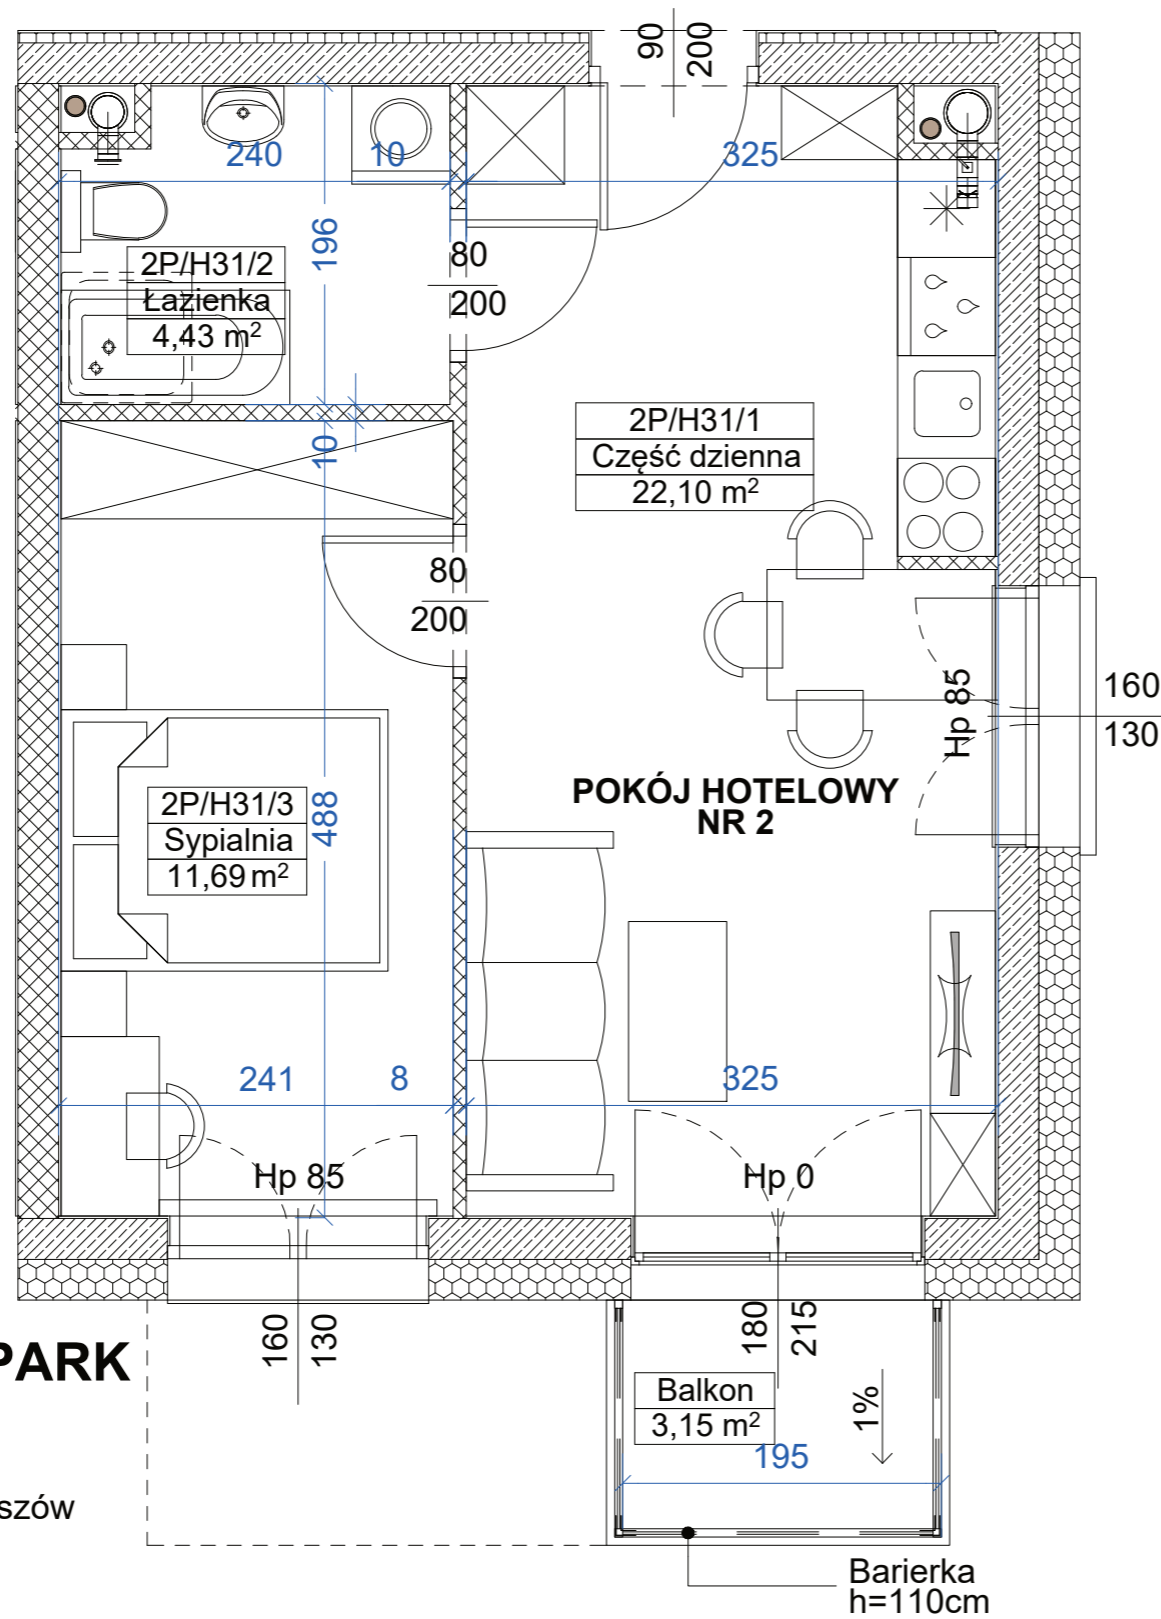 90
200
240
10
325
196
80
200
2P/H31/2
Łazienka
4,43 m²
10
2P/H31/1
Część dzienna
22,10 m²
80
200
Hp 85
160
130
POKÓJ HOTELOWY
NR 2
2P/H31/3
Sypialnia
11,69 m²
488
241
8
325
Hp 85
Hp 0
160
130
180
215
PARK
Balkon
3,15 m²
1%
195
szów
Barierka
h=110cm